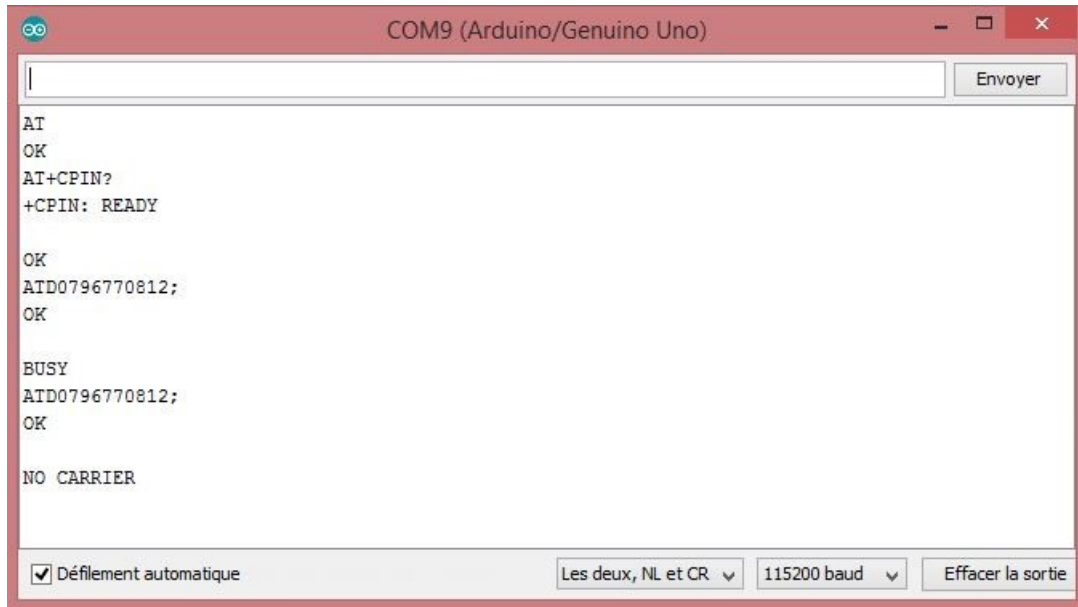 COM9 (Arduino/Genuino Uno)
Envoyer
AT
OK
AT+CPIN?
+CPIN: READY
OK
ATD0796770812;
OK
BUSY
ATD0796770812;
OK
NO CARRIER
Défilement automatique
Les deux, NL et CR
115200 baud
Effacer la sortie